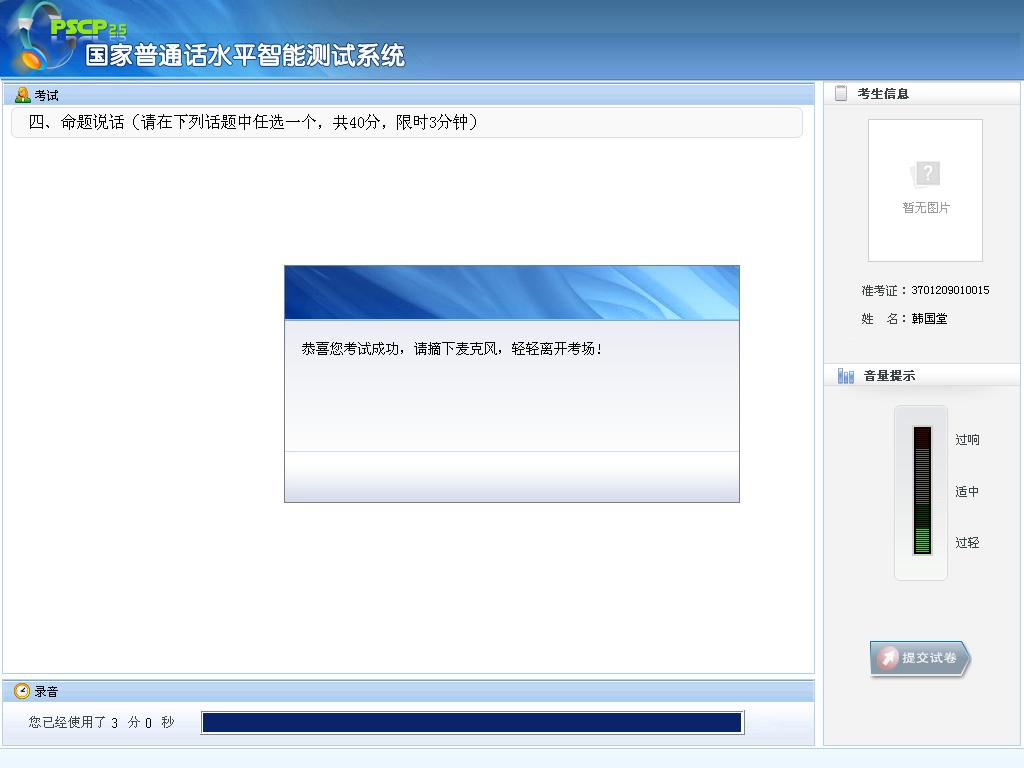 PSCP 2.5
国家普通话水平智能测试系统
考试
四、命题说话（请在下列话题中任选一个，共40分，限时3分钟）
恭喜您考试成功，请摘下麦克风，轻轻离开考场！
录音
您已经使用了 3 分 0 秒
考生信息
?
暂无图片
准考证：3701209010015
姓 名：韩国堂
音量提示
过响
适中
过轻
提交试卷